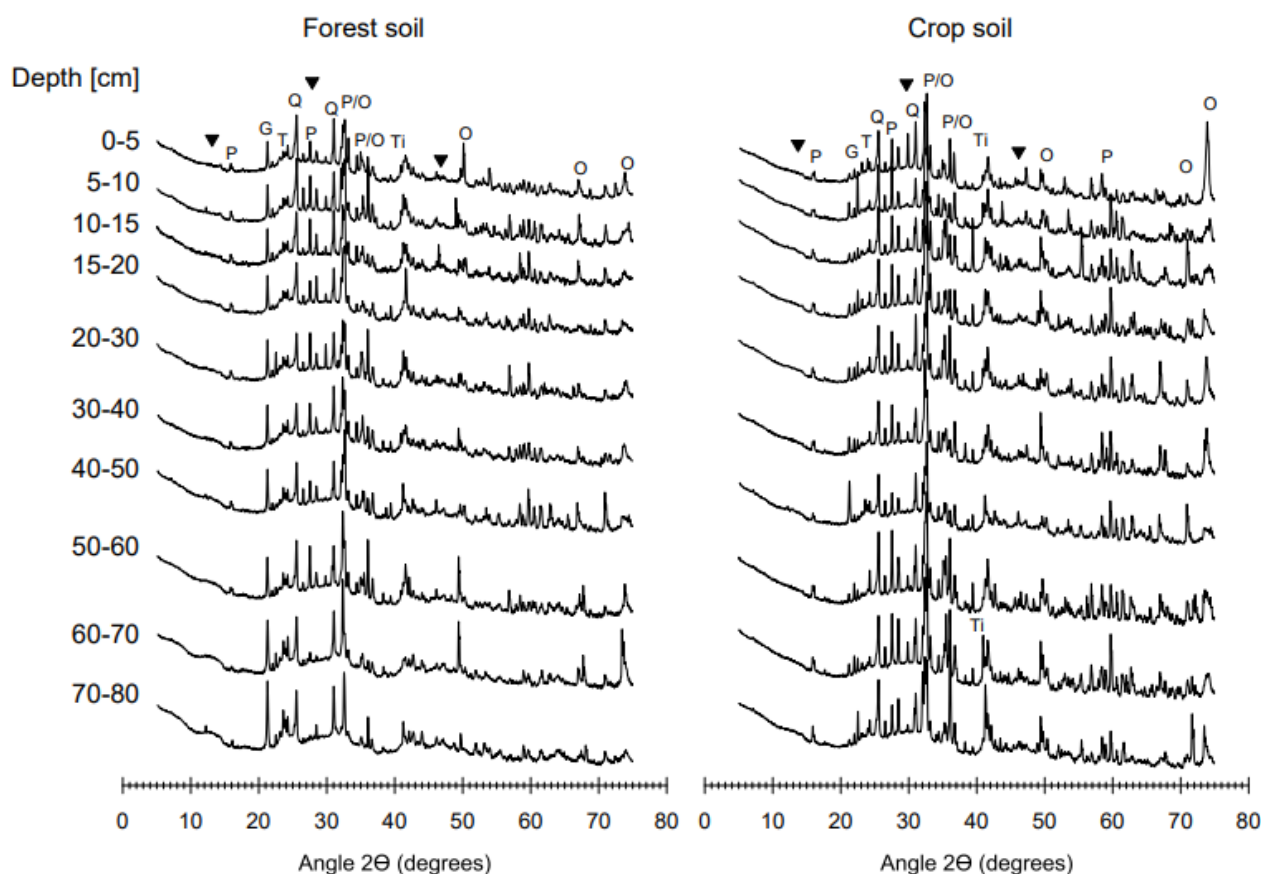 Forest soil
Crop soil
Depth [cm]
0-5
5-10
10-15
15-20
20-30
30-40
40-50
50-60
60-70
70-80
P G T Q P Q P/O P/O Ti O O O
P G T Q P Q P/O P/O Ti O P O O
Ti
0 10 20 30 40 50 60 70 80
0 10 20 30 40 50 60 70 80
Angle 2Θ (degrees)
Angle 2Θ (degrees)